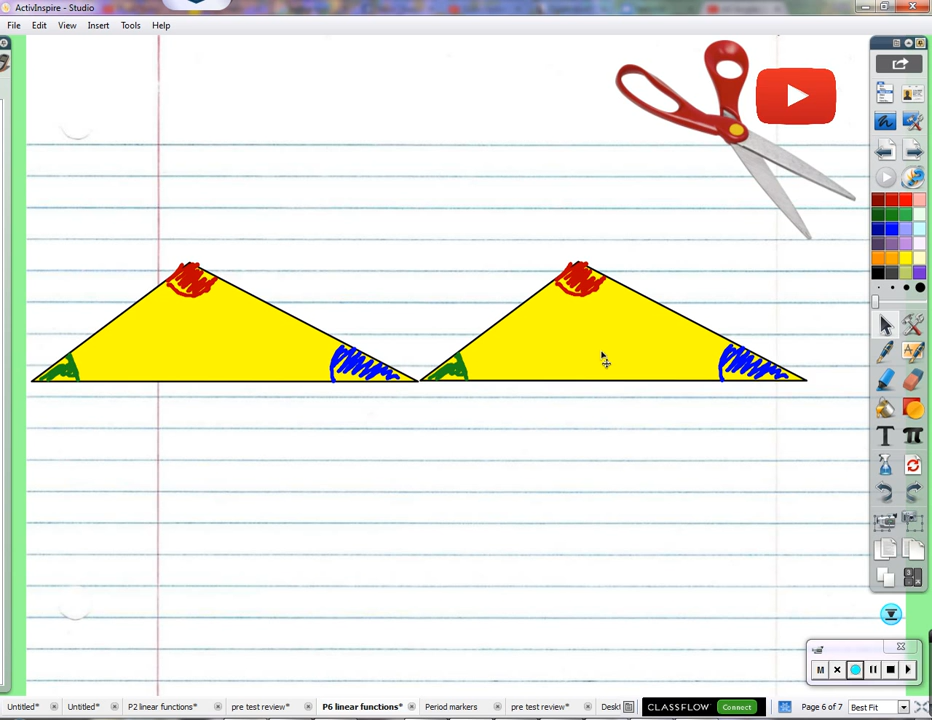 ActivInspire - Studio
File Edit View Insert Tools Help
T π
M
Untitled* Untitled* P2 linear functions* pre test review* P6 linear functions* Period markers pre test review* Deskt CLASSFLOW Connect Page 6 of 7 Best Fit